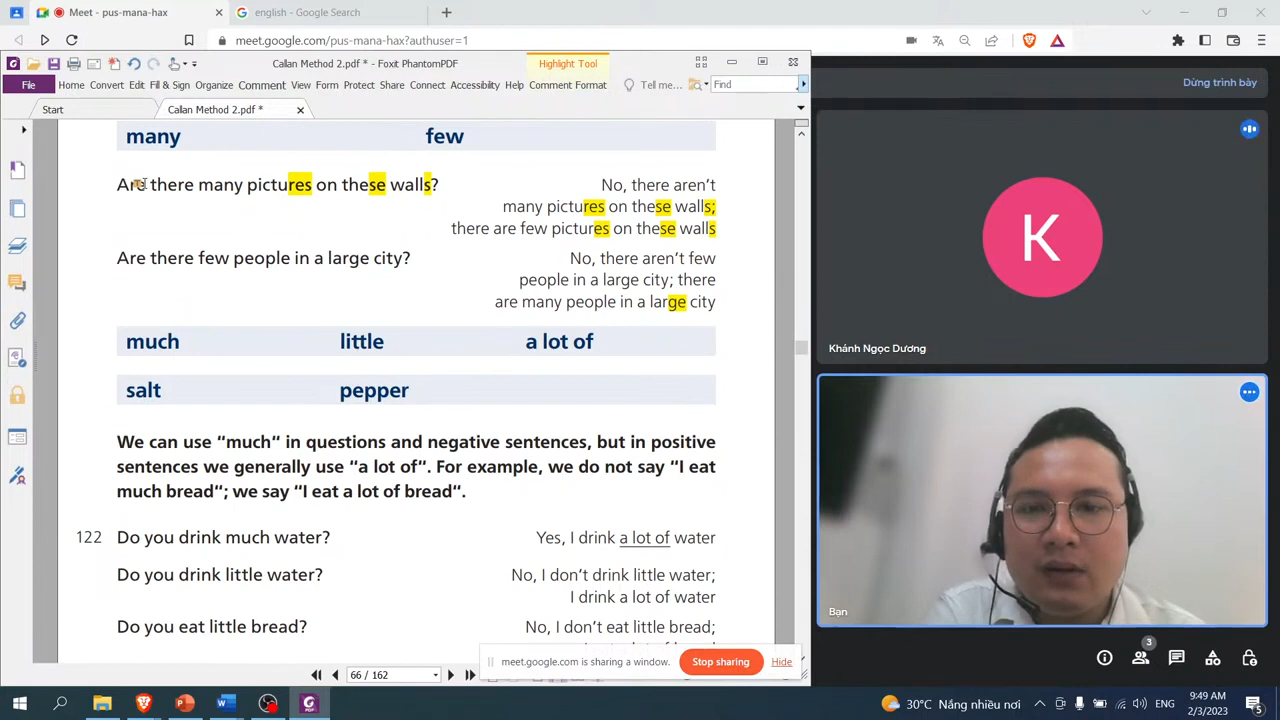 Meet - pus-mana-hax
english - Google Search
meet.google.com/pus-mana-hax?authuser=1
Callan Method 2.pdf * - Foxit PhantomPDF
Highlight Tool
File
Home
Convert
Edit
Fill & Sign
Organize
Comment
View
Form
Protect
Share
Connect
Accessibility
Help
Comment Format
Tell me...
Find
Start
Callan Method 2.pdf *
Dừng trình bày
many few
Are there many pictures on these walls? No, there aren't
many pictures on these walls;
there are few pictures on these walls
Are there few people in a large city? No, there aren't few
people in a large city; there
are many people in a large city
much little a lot of
salt pepper
We can use "much" in questions and negative sentences, but in positive
sentences we generally use "a lot of". For example, we do not say "I eat
much bread"; we say "I eat a lot of bread".
122 Do you drink much water? Yes, I drink a lot of water
Do you drink little water? No, I don't drink little water;
I drink a lot of water
Do you eat little bread? No, I don't eat little bread;
K
Khánh Ngọc Dương
Bạn
3
meet.google.com is sharing a window.
Stop sharing
Hide
66 / 162
30°C Nắng nhiều nơi
ENG
9:49 AM
2/3/2023
5